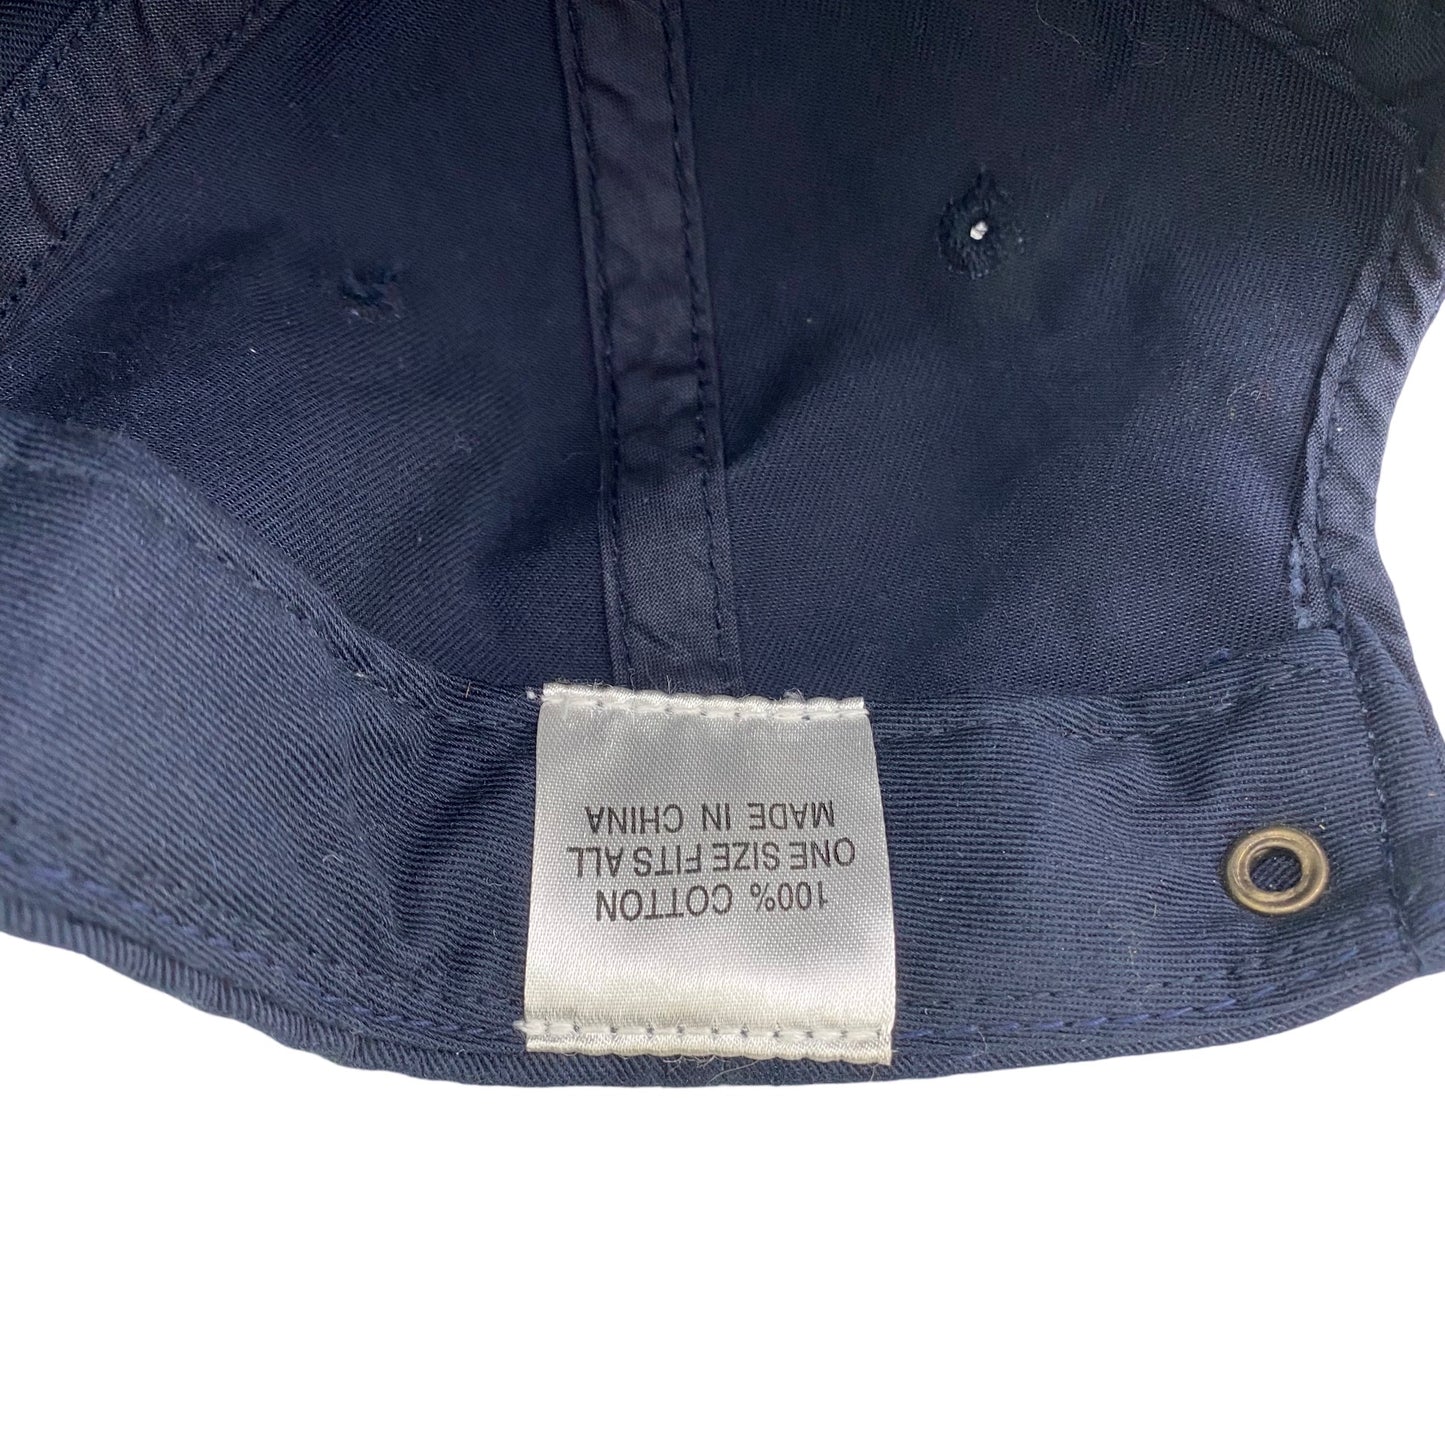 100% COTTON
ONE SIZE FITS ALL
MADE IN CHINA